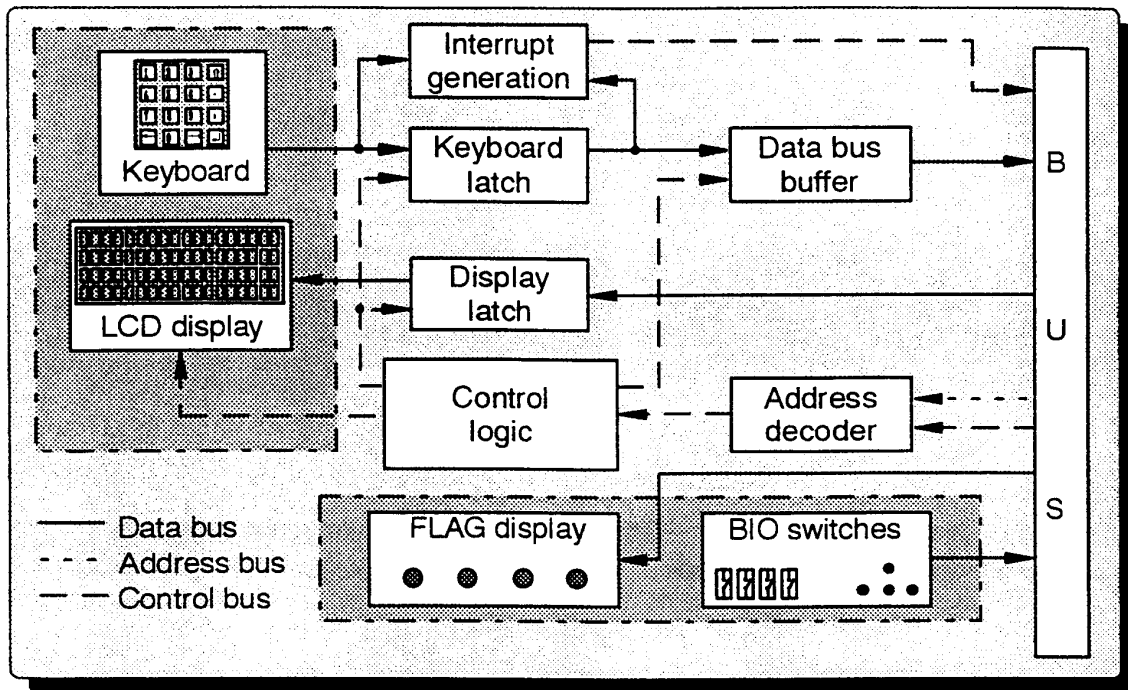 Interrupt
generation
Keyboard
Keyboard
latch
Data bus
buffer
B
LCD display
Display
latch
U
Control
logic
Address
decoder
S
FLAG display
BIO switches
Data bus
Address bus
Control bus